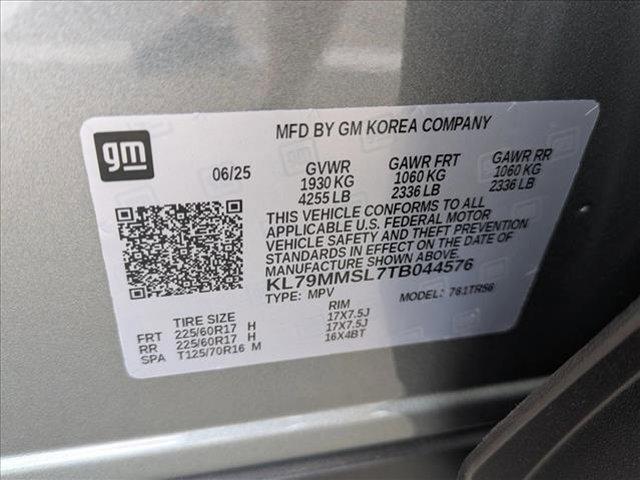 gm
MFD BY GM KOREA COMPANY
06/25
GVWR GAWR FRT GAWR RR
1930 KG 1060 KG 1060 KG
4255 LB 2336 LB 2336 LB
THIS VEHICLE CONFORMS TO ALL
APPLICABLE U.S. FEDERAL MOTOR
VEHICLE SAFETY AND THEFT PREVENTION
STANDARDS IN EFFECT ON THE DATE OF
MANUFACTURE SHOWN ABOVE.
KL79MMSL7TB044576
TYPE: MPV MODEL: 761TR56
TIRE SIZE RIM
FRT 225/60R17 H 17X7.5J
RR 225/60R17 H 17X7.5J
SPA T125/70R16 M 16X4BT